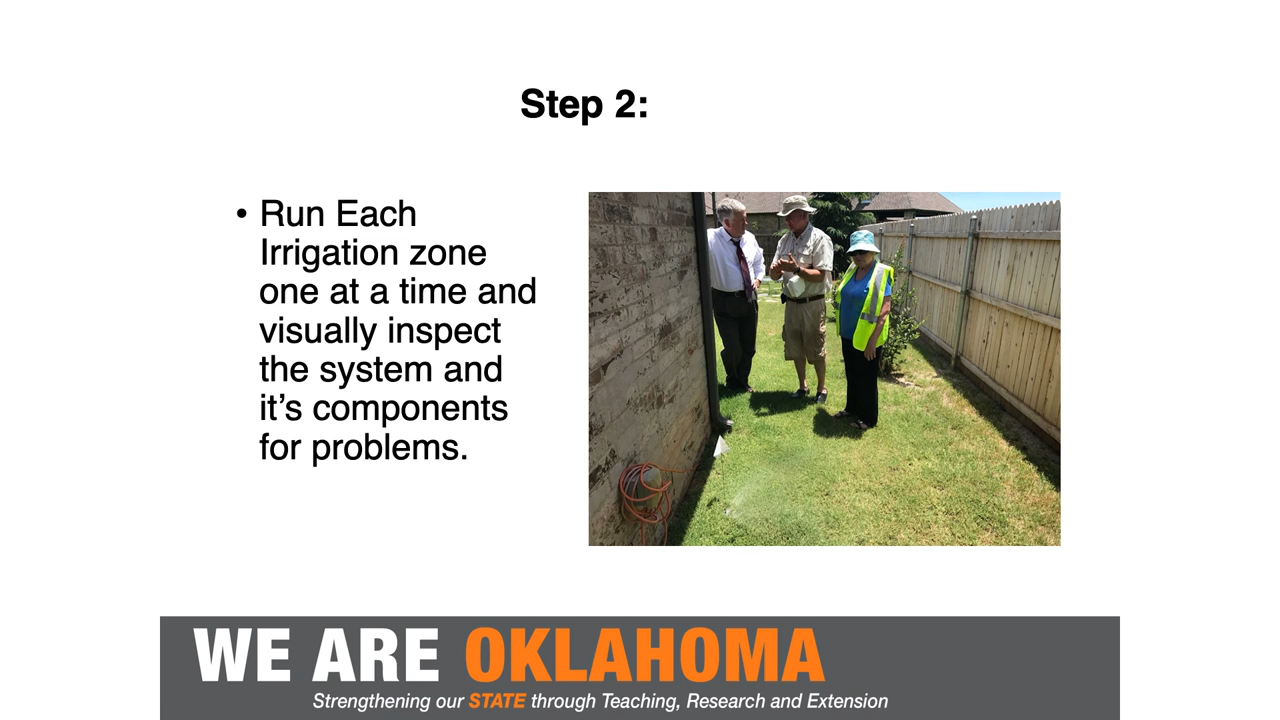 Step 2:
• Run Each
Irrigation zone
one at a time and
visually inspect
the system and
it’s components
for problems.
WE ARE OKLAHOMA
Strengthening our STATE through Teaching, Research and Extension